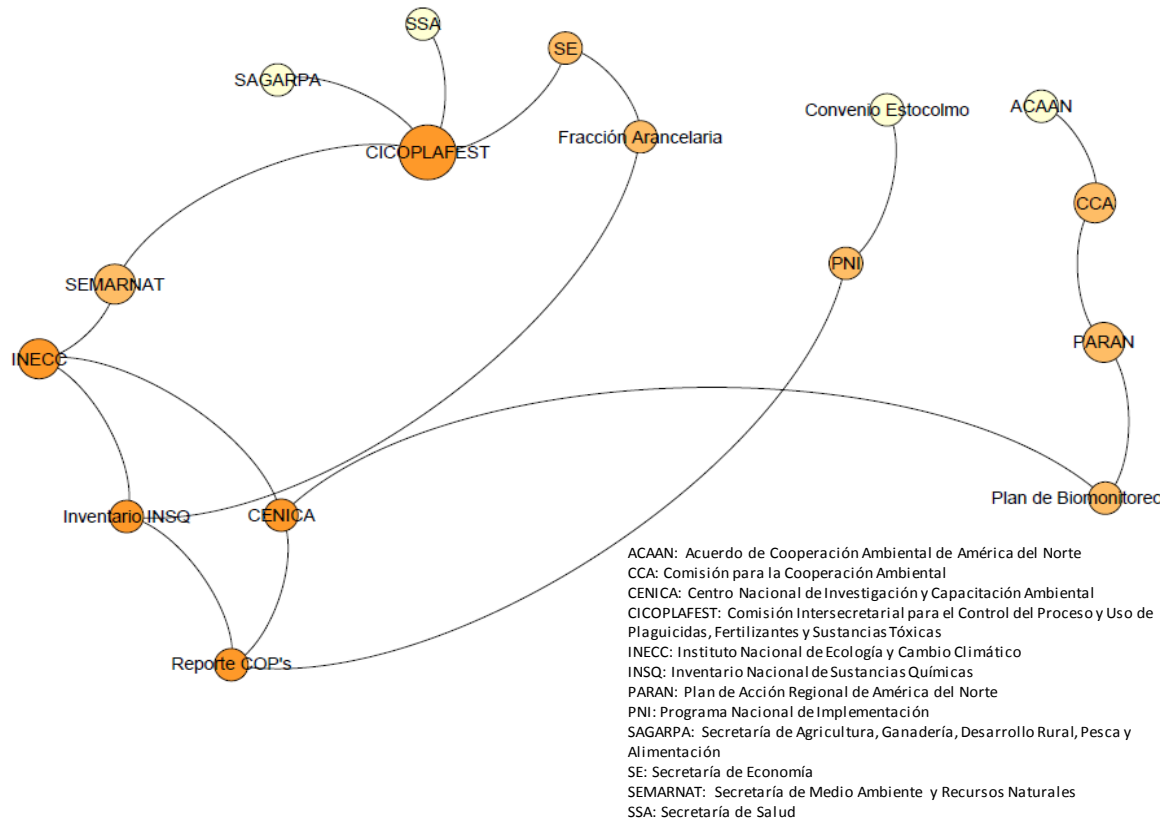 SSA
SE
SAGARPA
Convenio Estocolmo
ACAAN
Fracción Arancelaria
CICOPLAFEST
CCA
PNI
SEMARNAT
PARAN
INECC
Plan de Biomonitoreo
Inventario INSQ
CENICA
Reporte COP's
ACAAN: Acuerdo de Cooperación Ambiental de América del Norte
CCA: Comisión para la Cooperación Ambiental
CENICA: Centro Nacional de Investigación y Capacitación Ambiental
CICOPLAFEST: Comisión Intersecretarial para el Control del Proceso y Uso de
Plaguicidas, Fertilizantes y Sustancias Tóxicas
INECC: Instituto Nacional de Ecología y Cambio Climático
INSQ: Inventario Nacional de Sustancias Químicas
PARAN: Plan de Acción Regional de América del Norte
PNI: Programa Nacional de Implementación
SAGARPA: Secretaría de Agricultura, Ganadería, Desarrollo Rural, Pesca y
Alimentación
SE: Secretaría de Economía
SEMARNAT: Secretaría de Medio Ambiente y Recursos Naturales
SSA: Secretaría de Salud